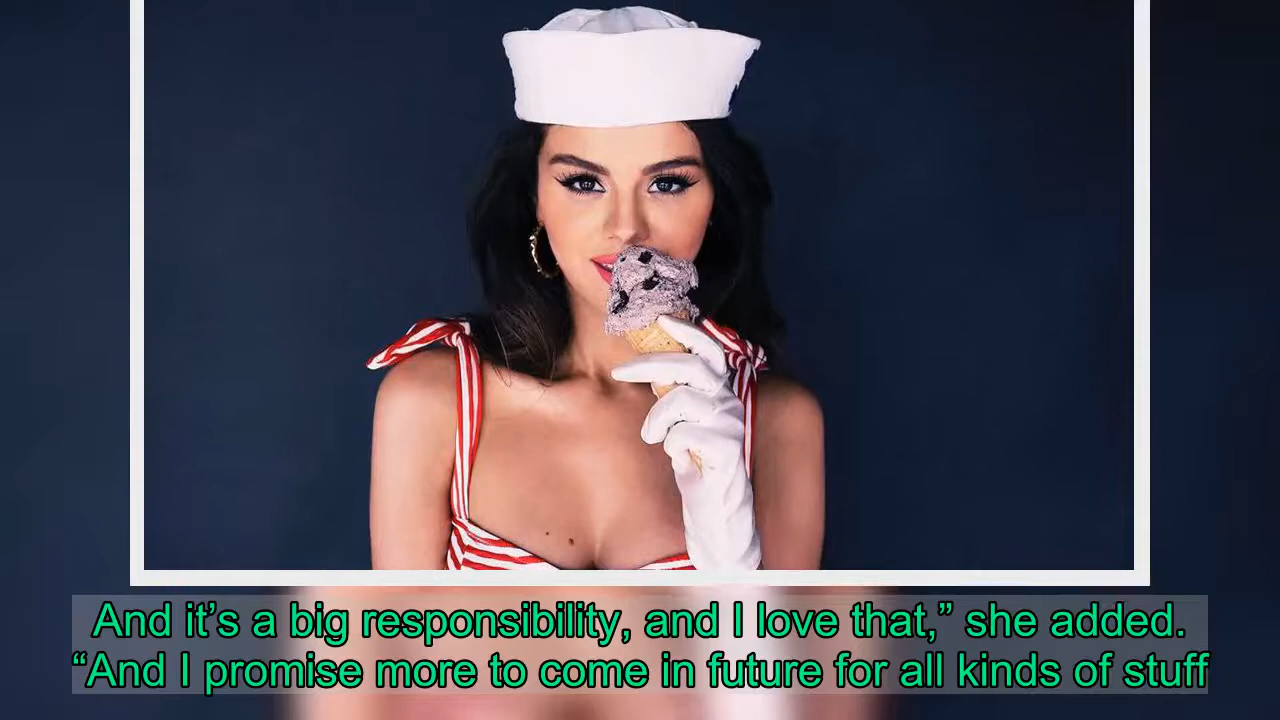 And it’s a big responsibility, and I love that,” she added.
“And I promise more to come in future for all kinds of stuff